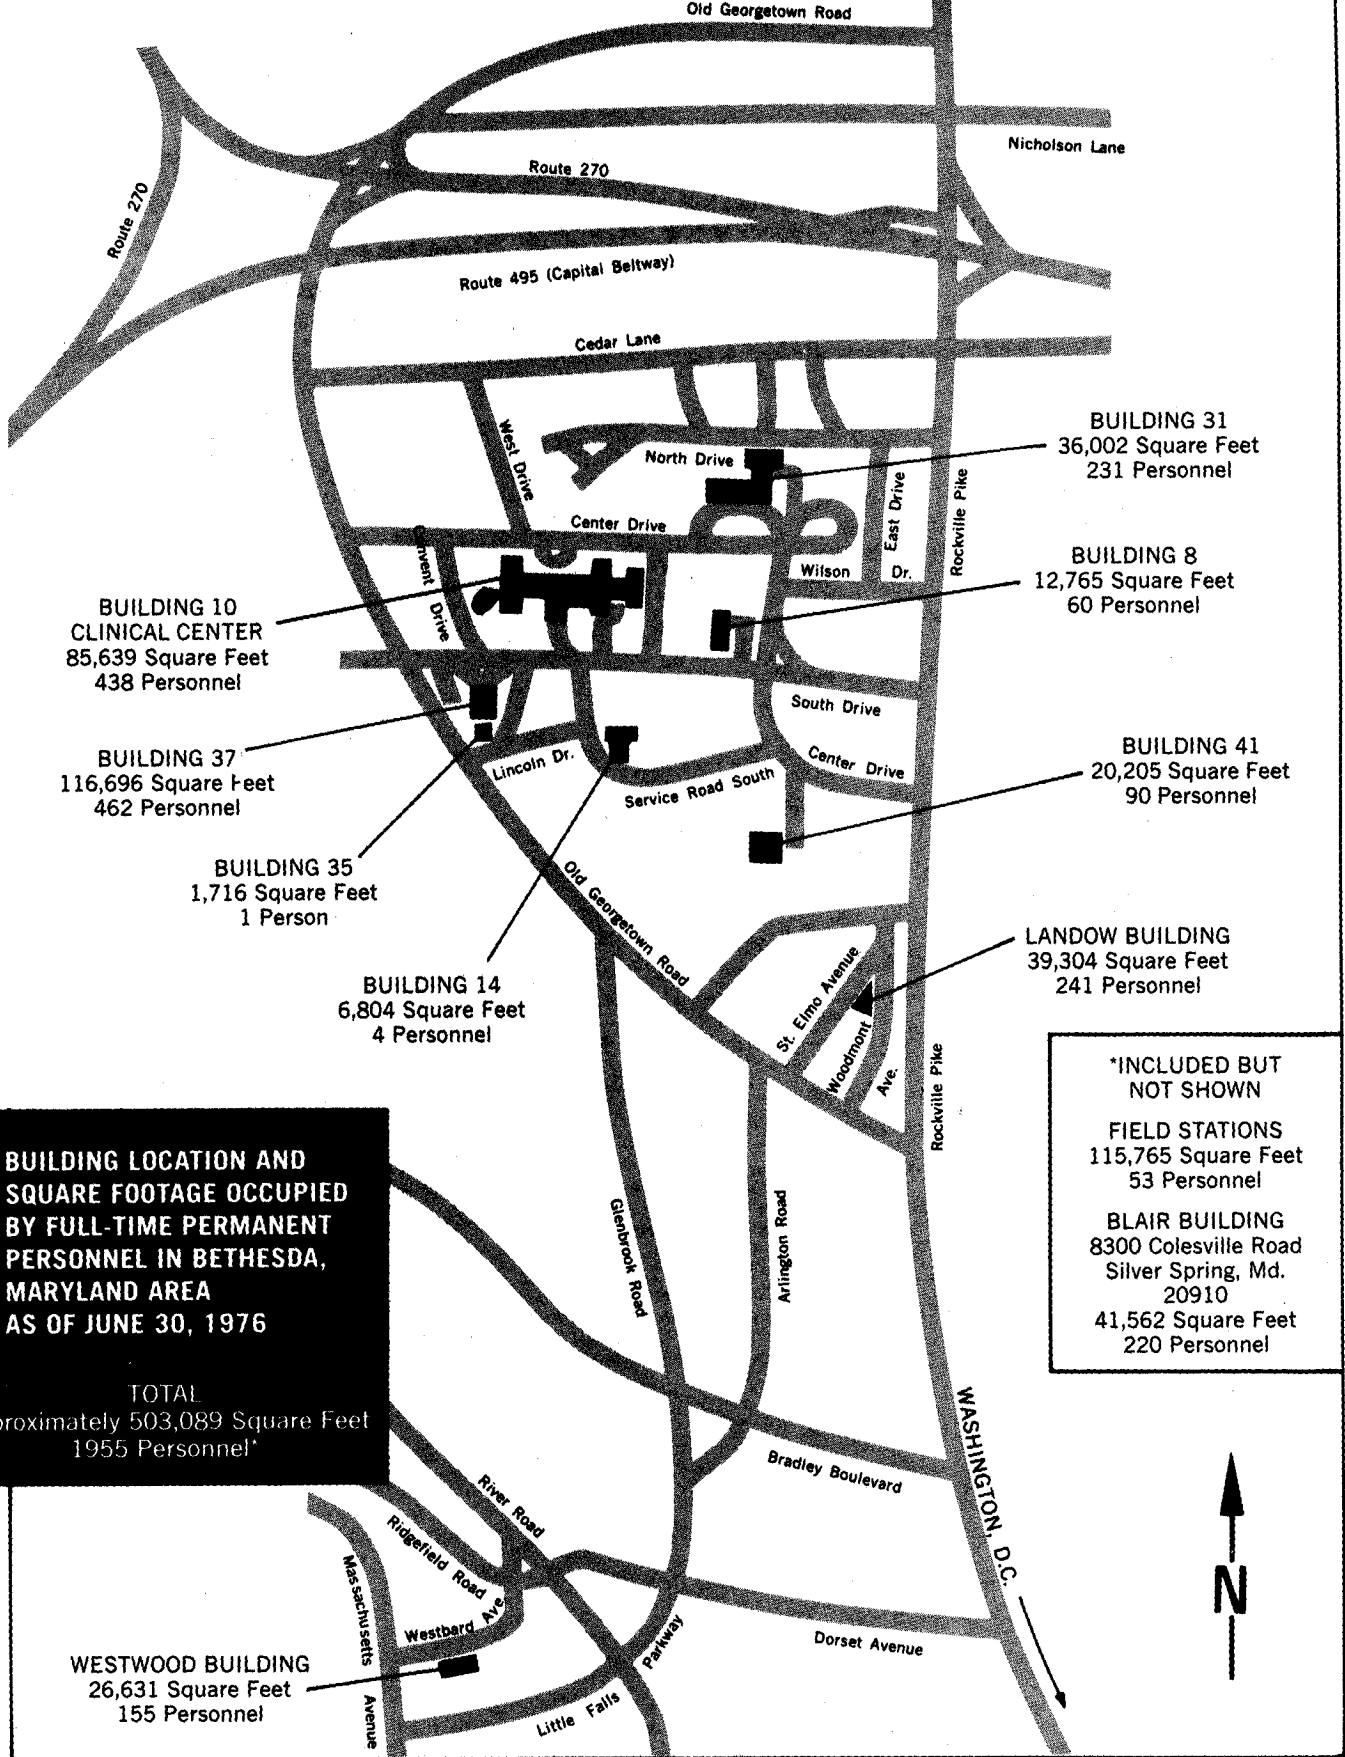 Old Georgetown Road
Nicholson Lane
Route 270
Route 270
Route 495 (Capital Beltway)
Cedar Lane
West Drive
North Drive
East Drive
Rockville Pike
Center Drive
Convent Drive
Wilson Dr.
South Drive
Lincoln Dr.
Service Road South
Center Drive
BUILDING 31
36,002 Square Feet
231 Personnel
BUILDING 8
12,765 Square Feet
60 Personnel
BUILDING 10
CLINICAL CENTER
85,639 Square Feet
438 Personnel
BUILDING 37
116,696 Square Feet
462 Personnel
BUILDING 41
20,205 Square Feet
90 Personnel
BUILDING 35
1,716 Square Feet
1 Person
BUILDING 14
6,804 Square Feet
4 Personnel
Old Georgetown Road
LANDOW BUILDING
39,304 Square Feet
241 Personnel
St. Elmo Avenue
Woodmont Ave.
Rockville Pike
*INCLUDED BUT
NOT SHOWN
FIELD STATIONS
115,765 Square Feet
53 Personnel
BLAIR BUILDING
8300 Colesville Road
Silver Spring, Md.
20910
41,562 Square Feet
220 Personnel
BUILDING LOCATION AND
SQUARE FOOTAGE OCCUPIED
BY FULL-TIME PERMANENT
PERSONNEL IN BETHESDA,
MARYLAND AREA
AS OF JUNE 30, 1976
TOTAL
proximately 503,089 Square Feet
1955 Personnel*
Glenbrook Road
Arlington Road
Bradley Boulevard
WASHINGTON, D.C.
River Road
Ridgefield Road
Massachusetts Avenue
Westbard Ave
Dorset Avenue
Little Falls Parkway
WESTWOOD BUILDING
26,631 Square Feet
155 Personnel
N